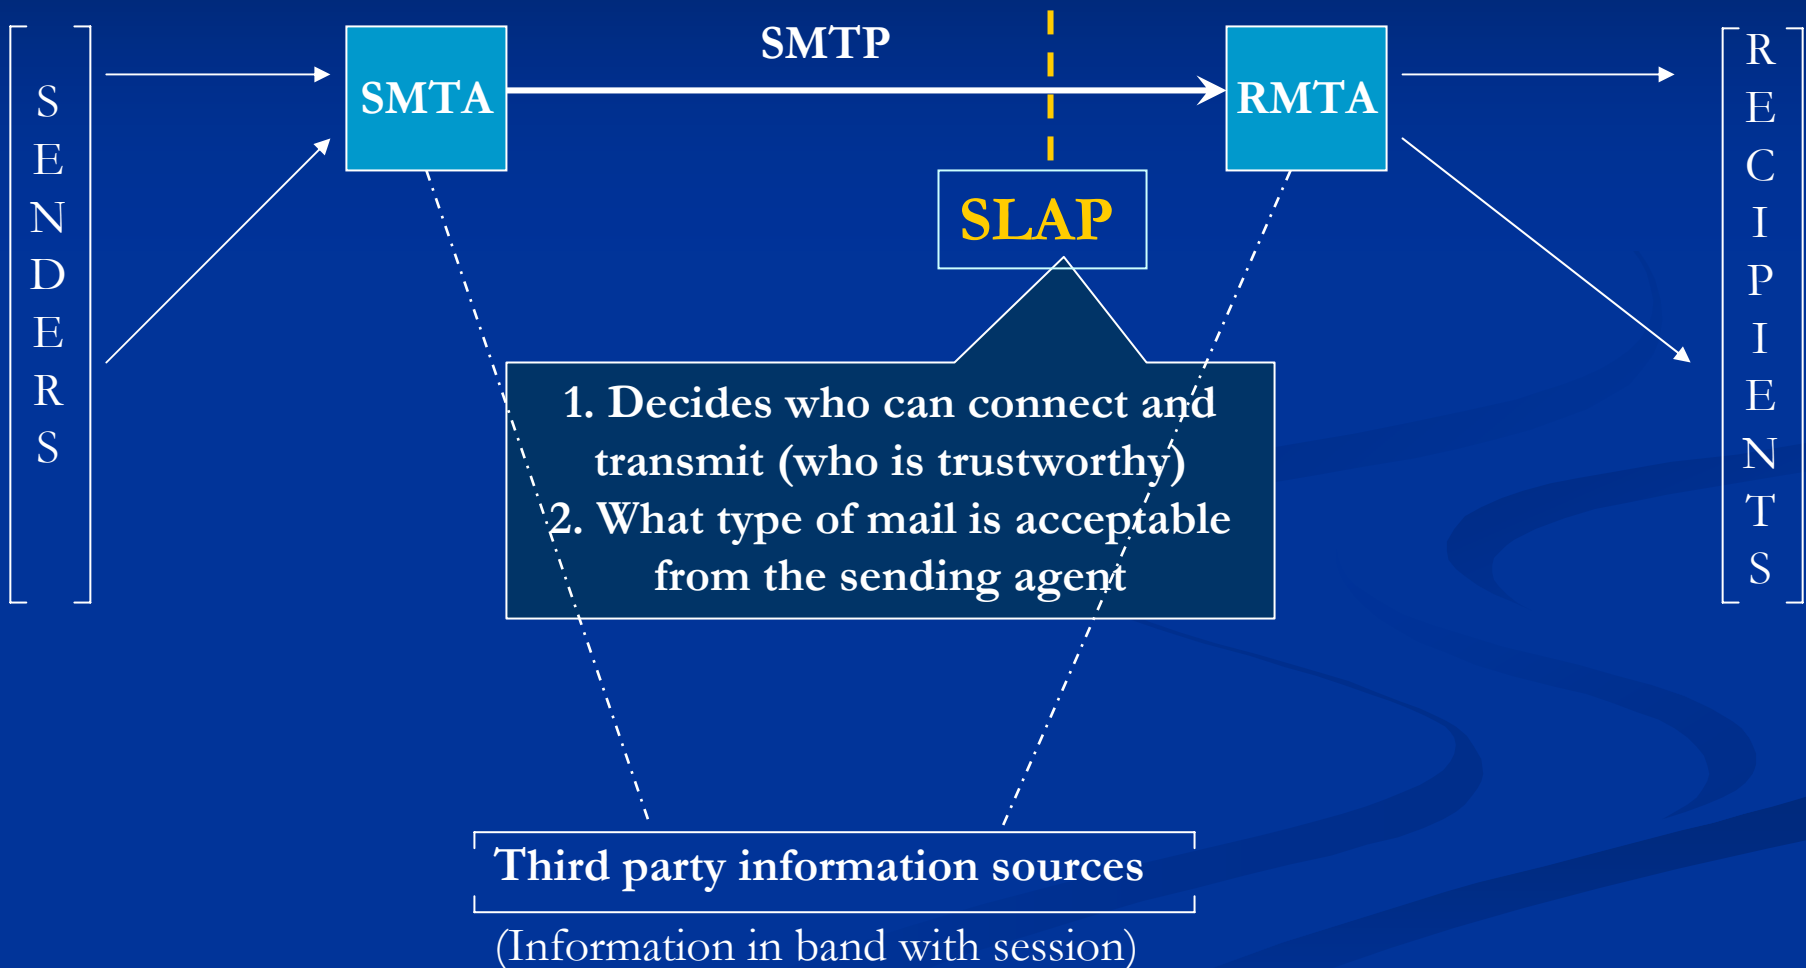 SENDERS
SMTA
SMTP
RMTA
RECIPIENTS
SLAP
1. Decides who can connect and
transmit (who is trustworthy)
2. What type of mail is acceptable
from the sending agent
Third party information sources
(Information in band with session)